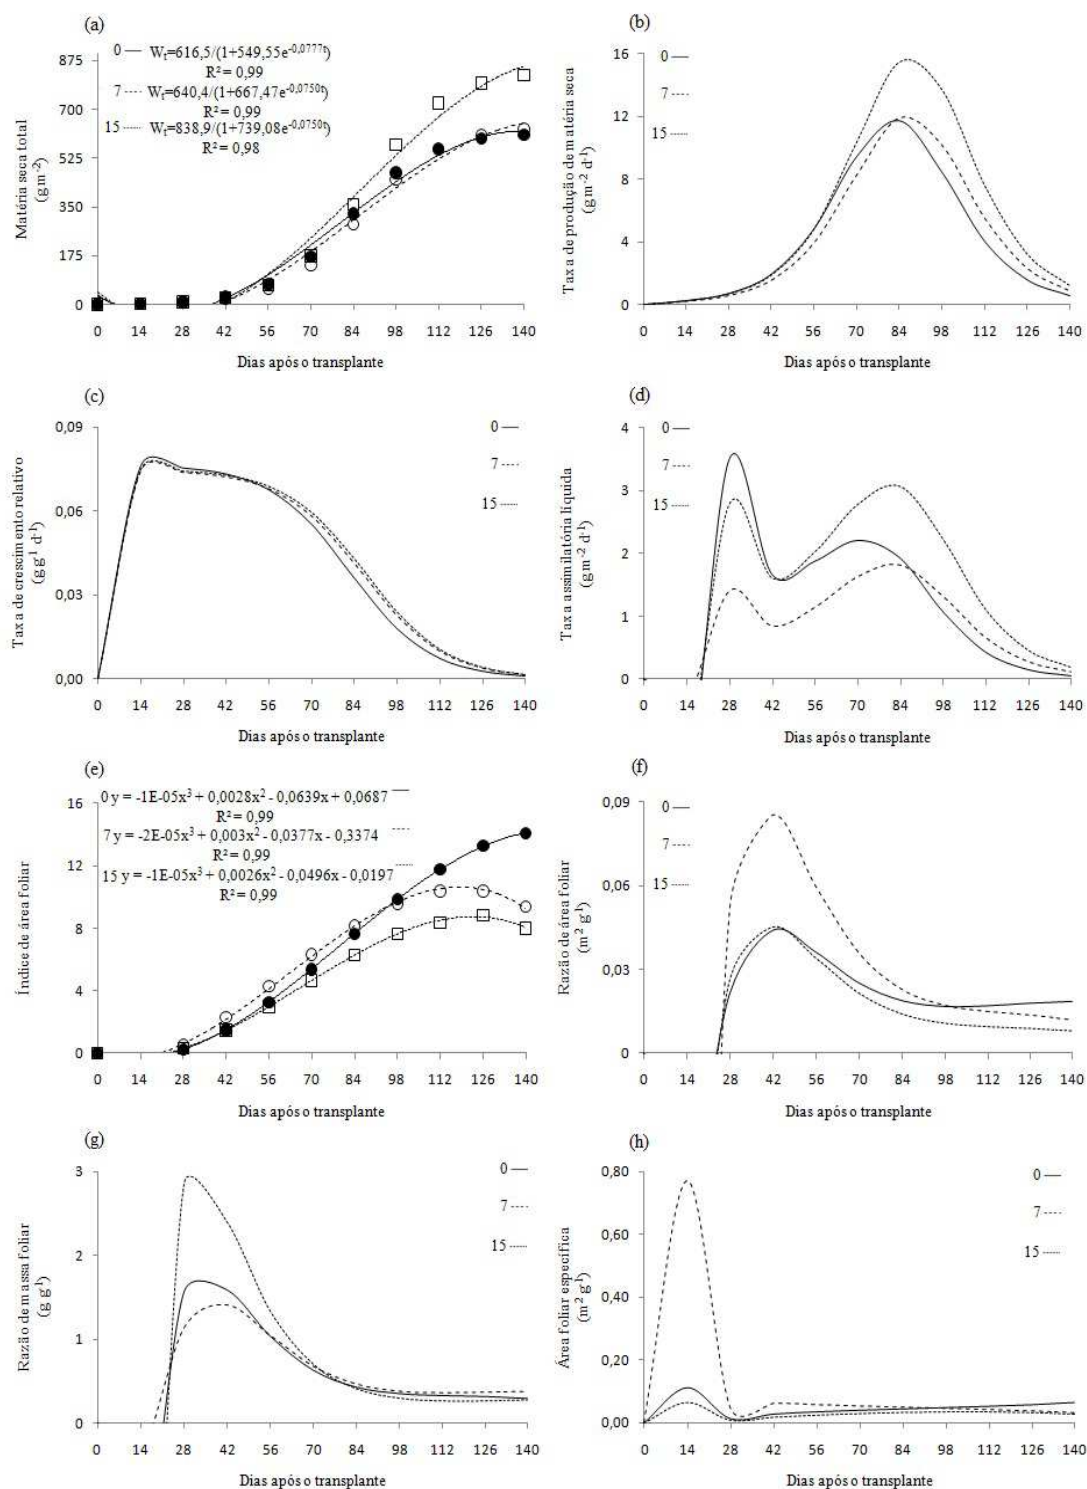 (a)
0 — Wt=616,5/(1+549,55e-0,0777t)
R² = 0,99
7 ---- Wt=640,4/(1+667,47e-0,0750t)
R² = 0,99
15 ····· Wt=838,9/(1+739,08e-0,0750t)
R² = 0,98
875
700
525
350
175
0
Matéria seca total
(g m-2)
0 14 28 42 56 70 84 98 112 126 140
Dias após o transplante
(b)
0 —
7 ----
15 ·····
16
12
8
4
0
Taxa de produção de matéria seca
(g m-2 d-1)
0 14 28 42 56 70 84 98 112 126 140
Dias após o transplante
(c)
0 —
7 ----
15 ·····
0,09
0,06
0,03
0,00
Taxa de crescimento relativo
(g g1 d-1)
0 14 28 42 56 70 84 98 112 126 140
Dias após o transplante
(d)
0 —
7 ----
15 ·····
4
3
2
1
0
Taxa assimilatória líquida
(g m-2 d-1)
0 14 28 42 56 70 84 98 112 126 140
Dias após o transplante
(e)
0 y = -1E-05x3 + 0,0028x2 - 0,0639x + 0,0687
R² = 0,99
7 y = -2E-05x3 + 0,003x2 - 0,0377x - 0,3374
R² = 0,99
15 y = -1E-05x3 + 0,0026x2 - 0,0496x - 0,0197
R² = 0,99
16
12
8
4
0
Índice de área foliar
0 14 28 42 56 70 84 98 112 126 140
Dias após o transplante
(f)
0 —
7 ----
15 ·····
0,09
0,06
0,03
0
Razão de área foliar
(m2 g-1)
0 14 28 42 56 70 84 98 112 126 140
Dias após o transplante
(g)
0 —
7 ----
15 ·····
3
2
1
0
Razão de massa foliar
(g g-1)
0 14 28 42 56 70 84 98 112 126 140
Dias após o transplante
(h)
0 —
7 ----
15 ·····
0,80
0,60
0,40
0,20
0,00
Área foliar específica
(m2 g-1)
0 14 28 42 56 70 84 98 112 126 140
Dias após o transplante